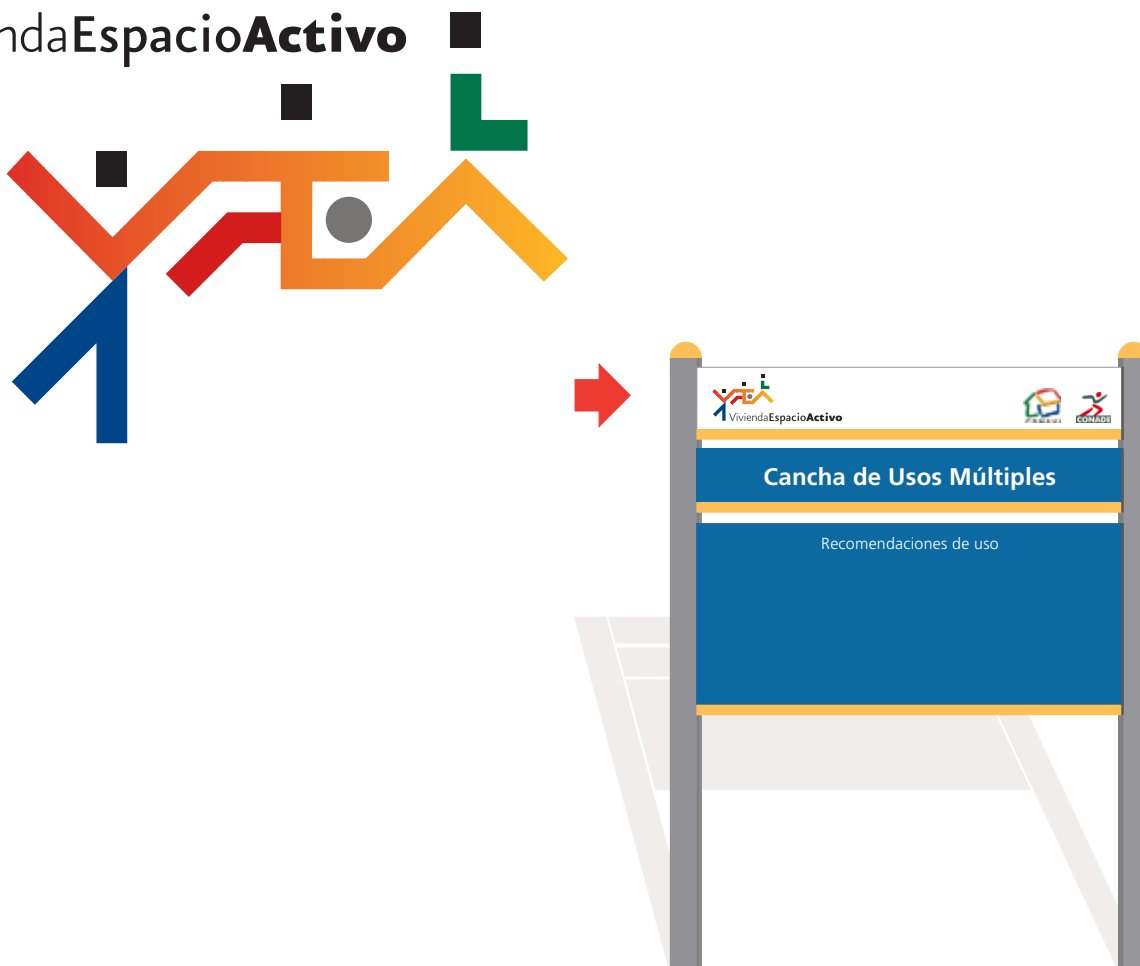 ndaEspacioActivo
ViviendaEspacioActivo
CONADE
Cancha de Usos Múltiples
Recomendaciones de uso